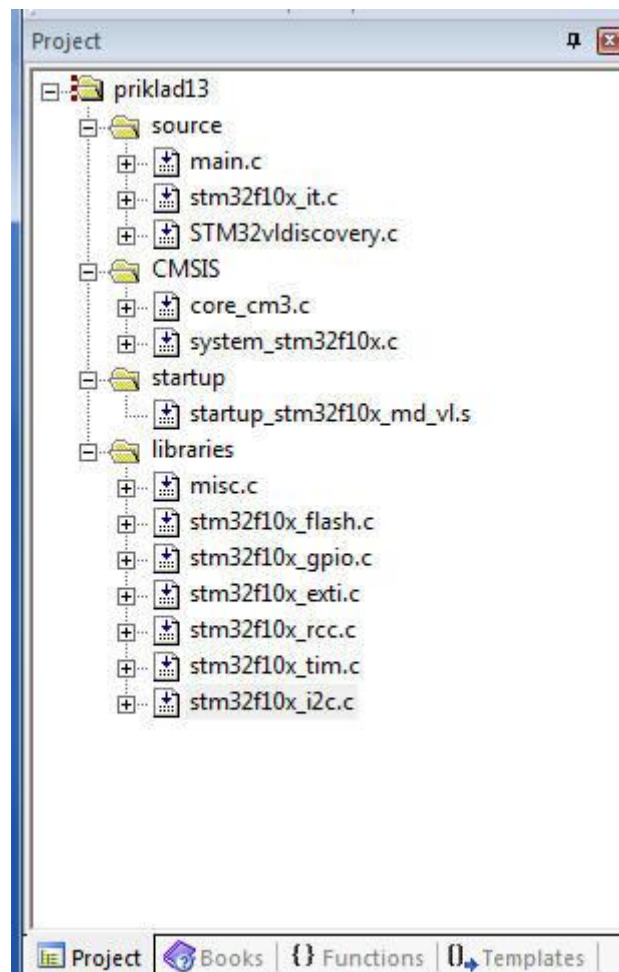 Project
priklad13
source
main.c
stm32f10x_it.c
STM32vldiscovery.c
CMSIS
core_cm3.c
system_stm32f10x.c
startup
startup_stm32f10x_md_vl.s
libraries
misc.c
stm32f10x_flash.c
stm32f10x_gpio.c
stm32f10x_exti.c
stm32f10x_rcc.c
stm32f10x_tim.c
stm32f10x_i2c.c
Project Books {} Functions 0 Templates